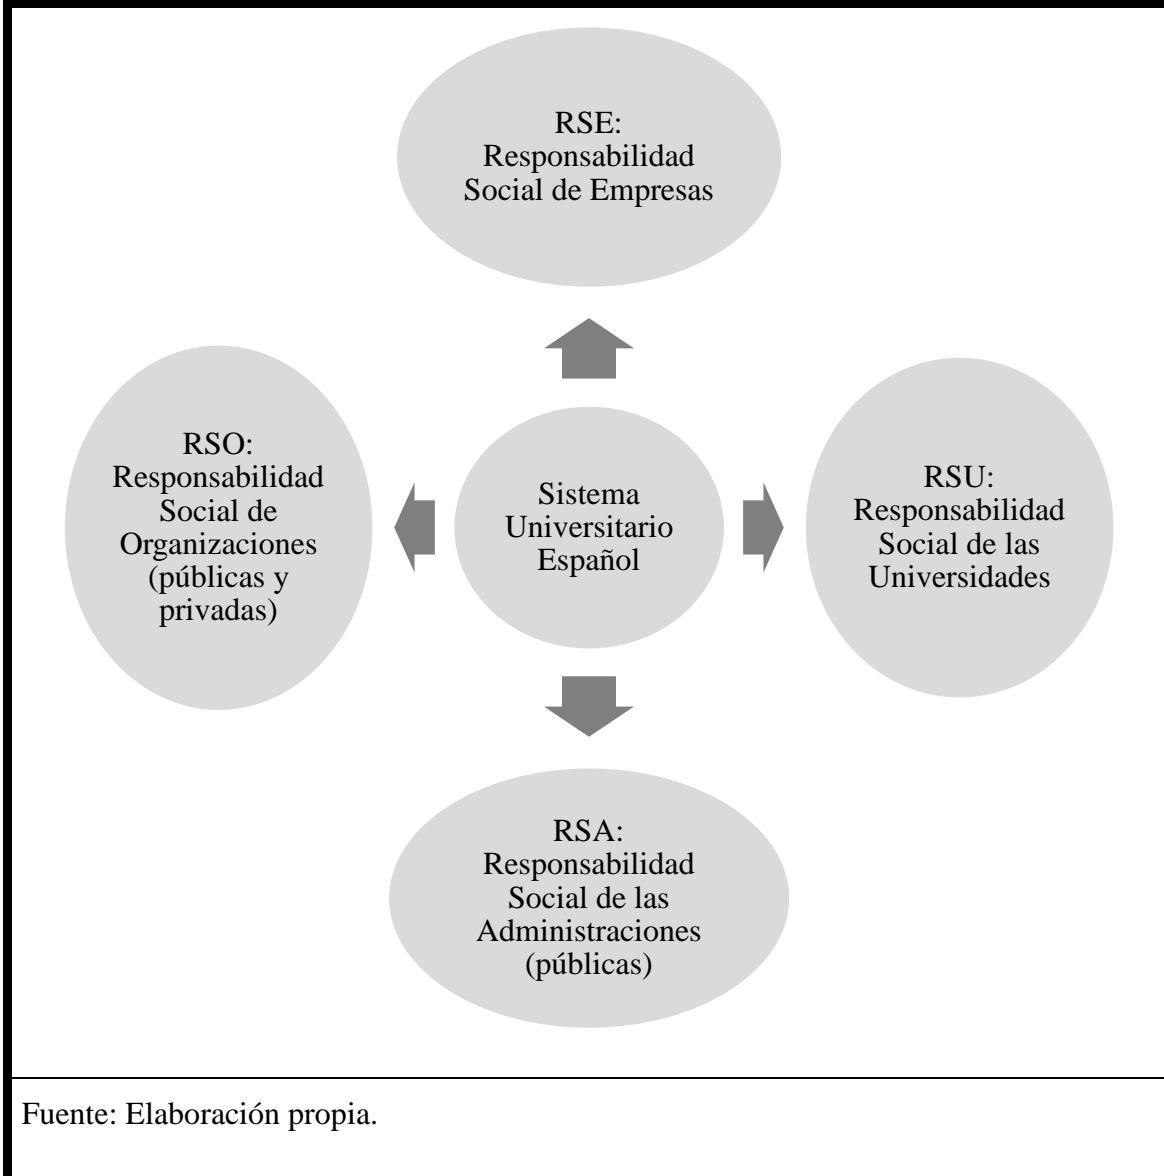 RSE:
Responsabilidad
Social de Empresas
RSO:
Responsabilidad
Social de
Organizaciones
(públicas y
privadas)
Sistema
Universitario
Español
RSU:
Responsabilidad
Social de las
Universidades
RSA:
Responsabilidad
Social de las
Administraciones
(públicas)
Fuente: Elaboración propia.